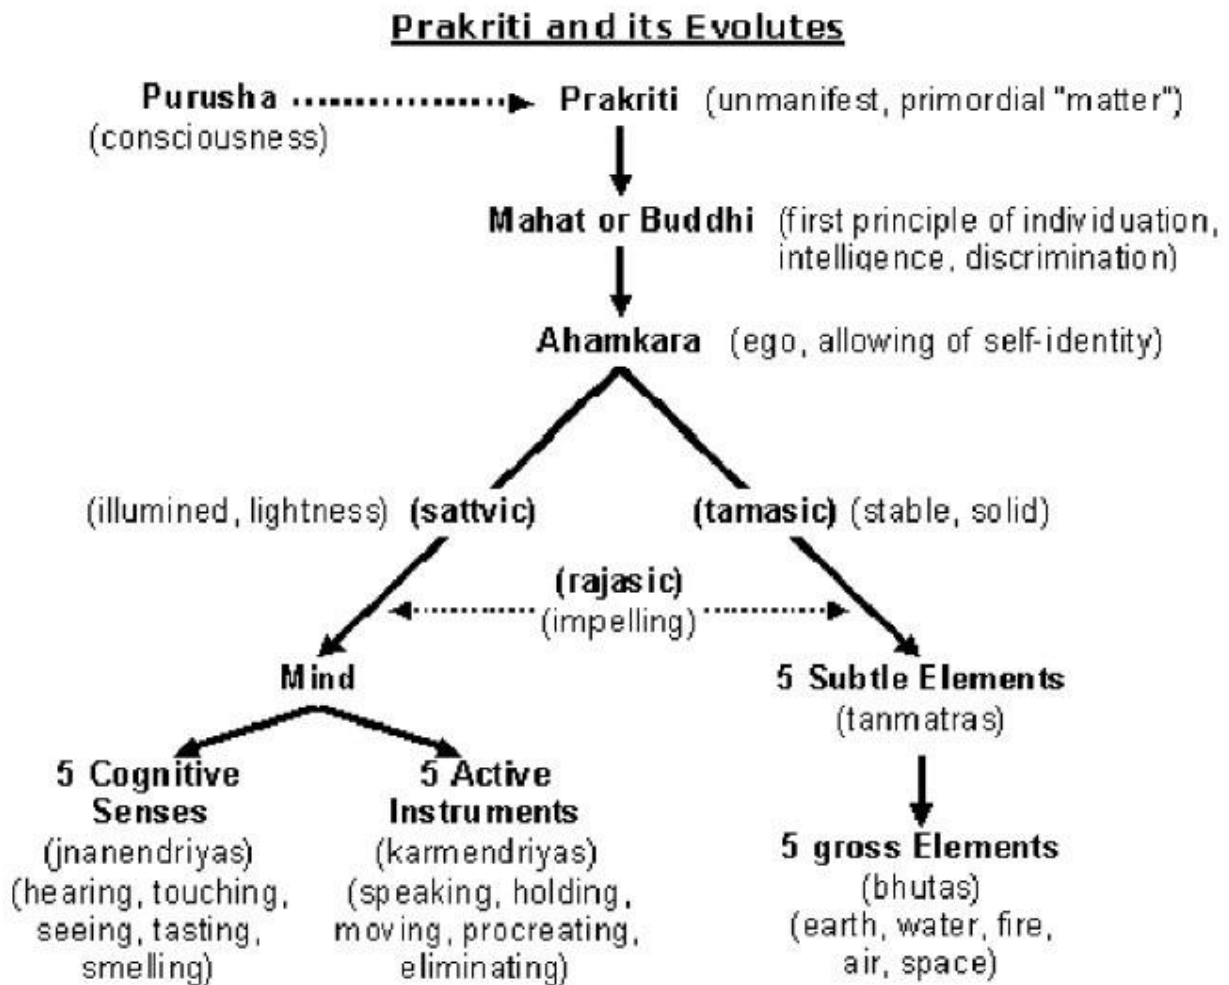 Prakriti and its Evolutes
Purusha
(consciousness)
Prakriti (unmanifest, primordial "matter")
Mahat or Buddhi (first principle of individuation,
intelligence, discrimination)
Ahamkara (ego, allowing of self-identity)
(illumined, lightness) (sattvic)
(tamasic) (stable, solid)
(rajasic)
(impelling)
Mind
5 Cognitive
Senses
(jnanendriyas)
(hearing, touching,
seeing, tasting,
smelling)
5 Active
Instruments
(karmendriyas)
(speaking, holding,
moving, procreating,
eliminating)
5 Subtle Elements
(tanmatras)
5 gross Elements
(bhutas)
(earth, water, fire,
air, space)